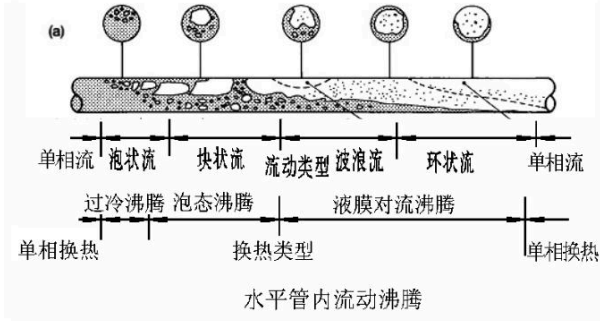 (a)
单相流 泡状流 块状流 流动类型 波浪流 环状流 单相流
过冷沸腾 泡态沸腾 液膜对流沸腾
单相换热 换热类型 单相换热
水平管内流动沸腾